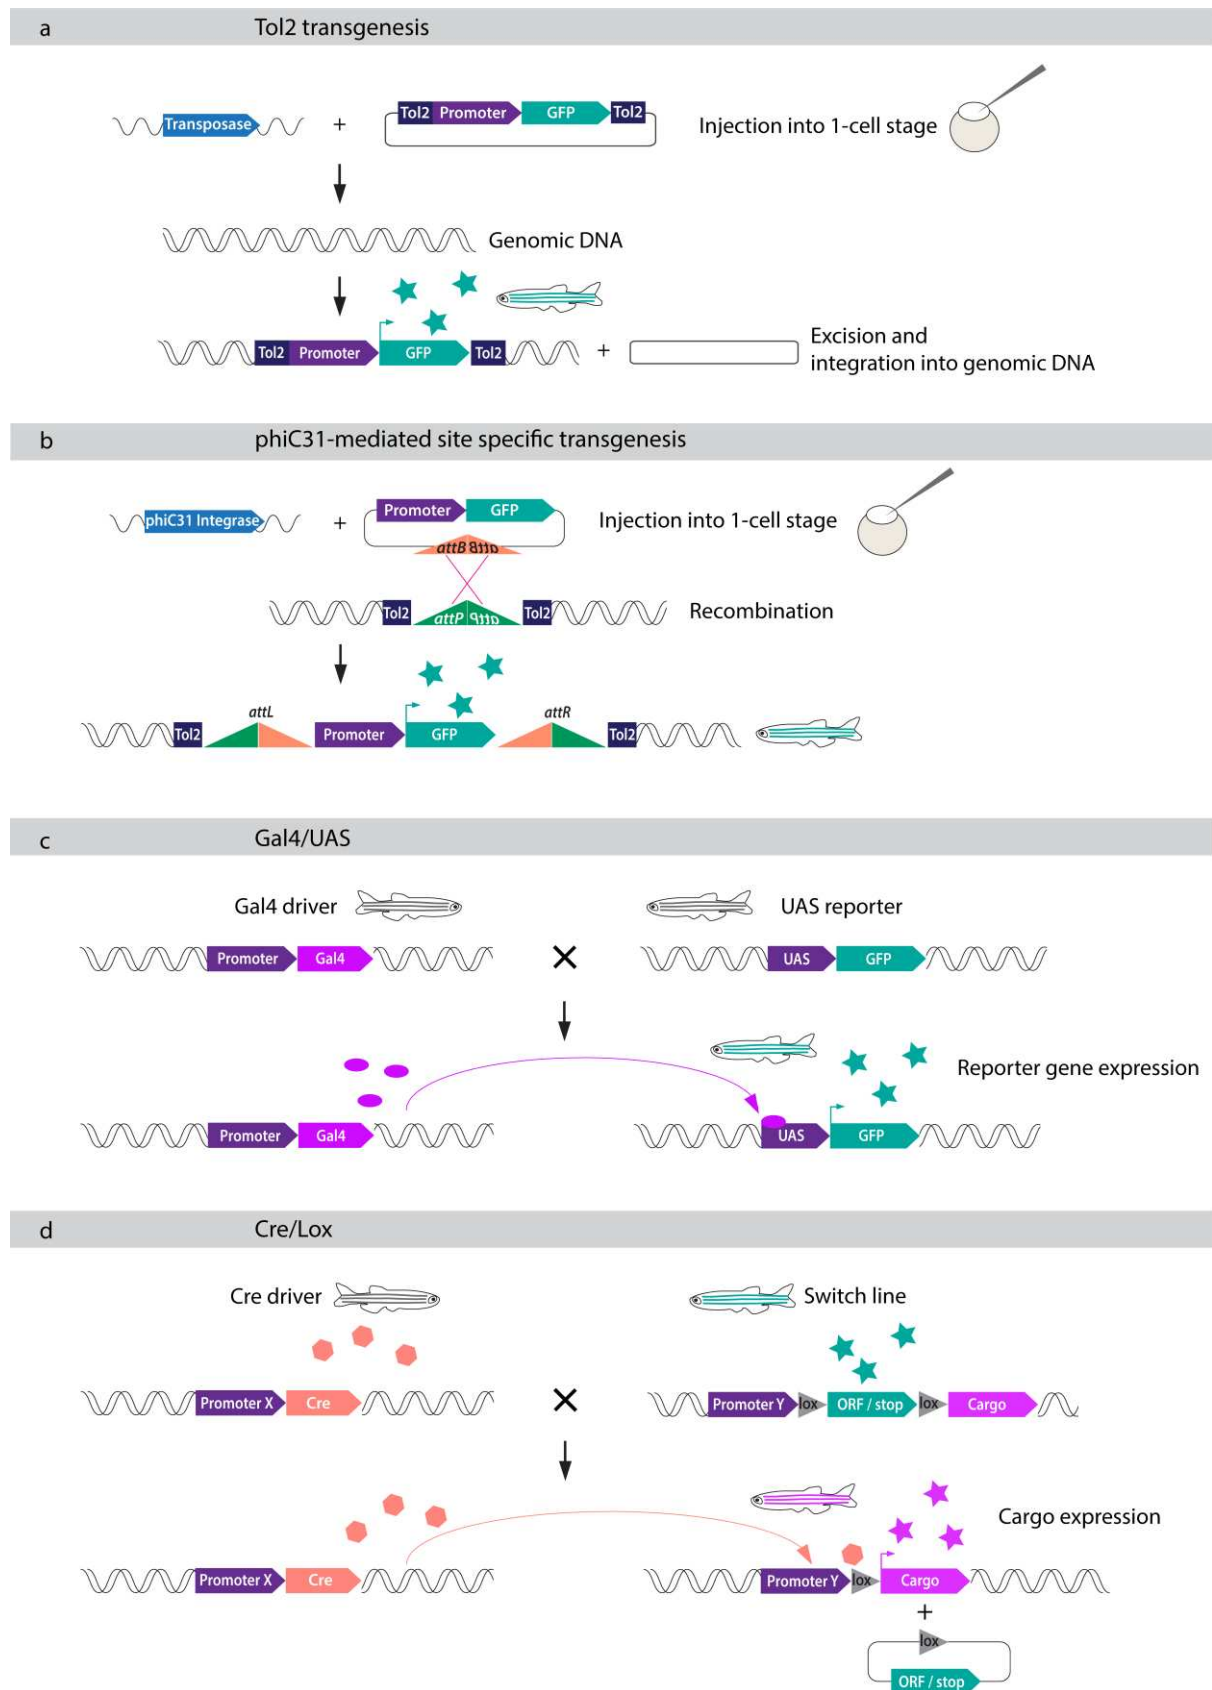 a Tol2 transgenesis
Transposase + Tol2 Promoter GFP Tol2 Injection into 1-cell stage
Genomic DNA
Tol2 Promoter GFP Tol2 + Excision and
integration into genomic DNA
b phiC31-mediated site specific transgenesis
phiC31 Integrase + Promoter GFP Injection into 1-cell stage
attB attB
Tol2 attP attP Tol2 Recombination
attL attR
Tol2 Promoter GFP Tol2
c Gal4/UAS
Gal4 driver UAS reporter
Promoter Gal4 × UAS GFP
Reporter gene expression
Promoter Gal4 UAS GFP
d Cre/Lox
Cre driver Switch line
Promoter X Cre × Promoter Y lox ORF / stop lox Cargo
Cargo expression
Promoter X Cre Promoter Y lox Cargo
+
lox
ORF / stop